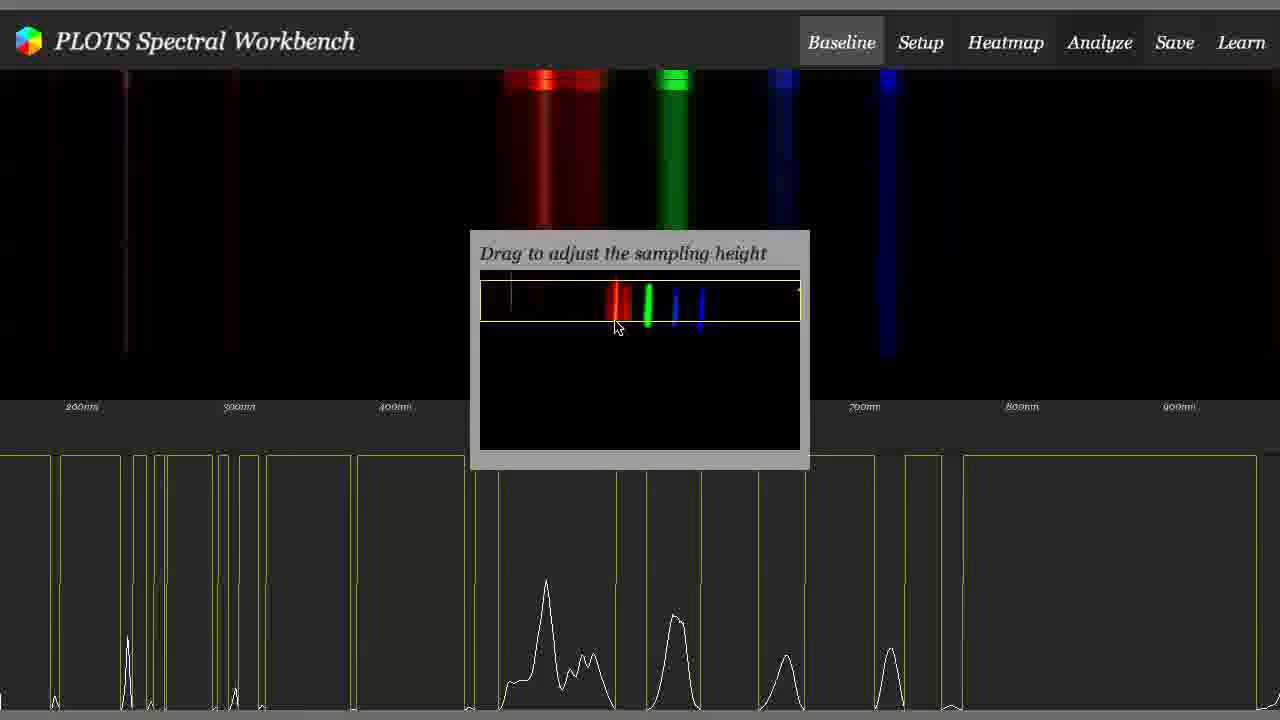 PLOTS Spectral Workbench
Baseline Setup Heatmap Analyze Save Learn
Drag to adjust the sampling height
200nm 300nm 400nm 700nm 800nm 900nm